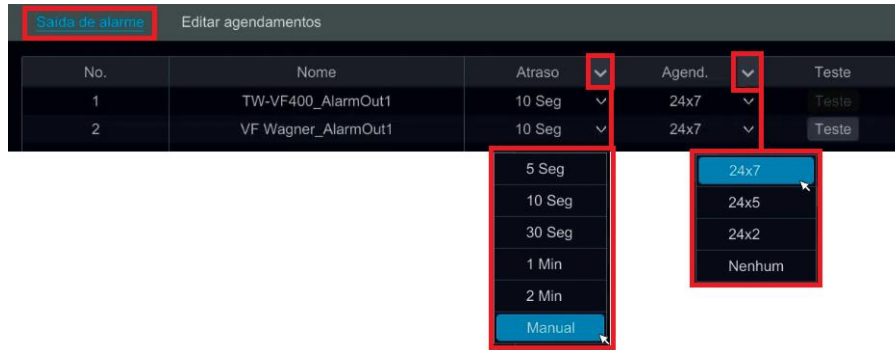 Saída de alarme Editar agendamentos
No. Nome Atraso Agend. Teste
1 TW-VF400_AlarmOut1 10 Seg 24x7 Teste
2 VF Wagner_AlarmOut1 10 Seg 24x7 Teste
5 Seg
10 Seg
30 Seg
1 Min
2 Min
Manual
24x7
24x5
24x2
Nenhum